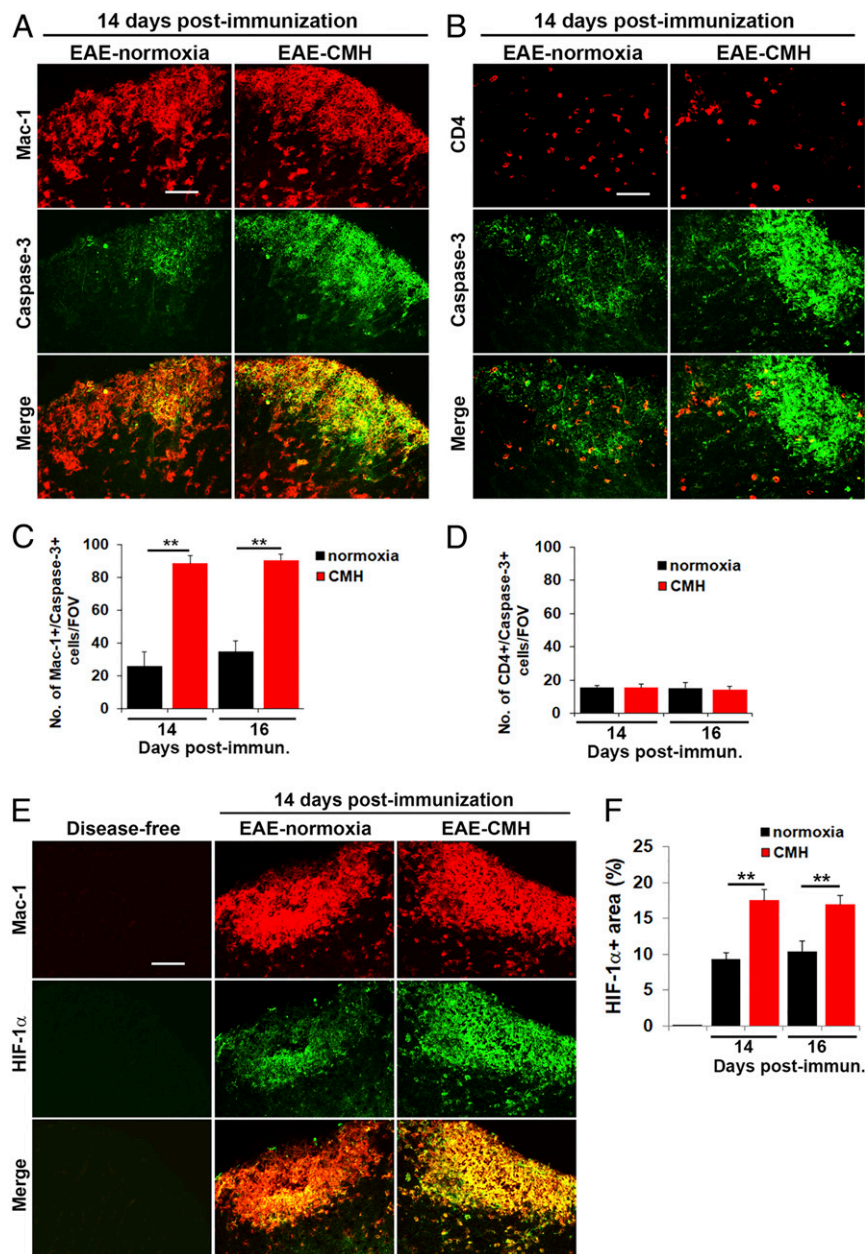 A
14 days post-immunization
EAE-normoxia
EAE-CMH
Mac-1
Caspase-3
Merge
B
14 days post-immunization
EAE-normoxia
EAE-CMH
CD4
Caspase-3
Merge
C
No. of Mac-1+/Caspase-3+
cells/FOV
100
80
60
40
20
0
**
**
normoxia
CMH
14
16
Days post-immun.
D
No. of CD4+/Caspase-3+
cells/FOV
100
80
60
40
20
0
normoxia
CMH
14
16
Days post-immun.
E
14 days post-immunization
Disease-free
EAE-normoxia
EAE-CMH
Mac-1
HIF-1α
Merge
F
HIF-1α+ area (%)
25
20
15
10
5
0
normoxia
CMH
**
**
14
16
Days post-immun.